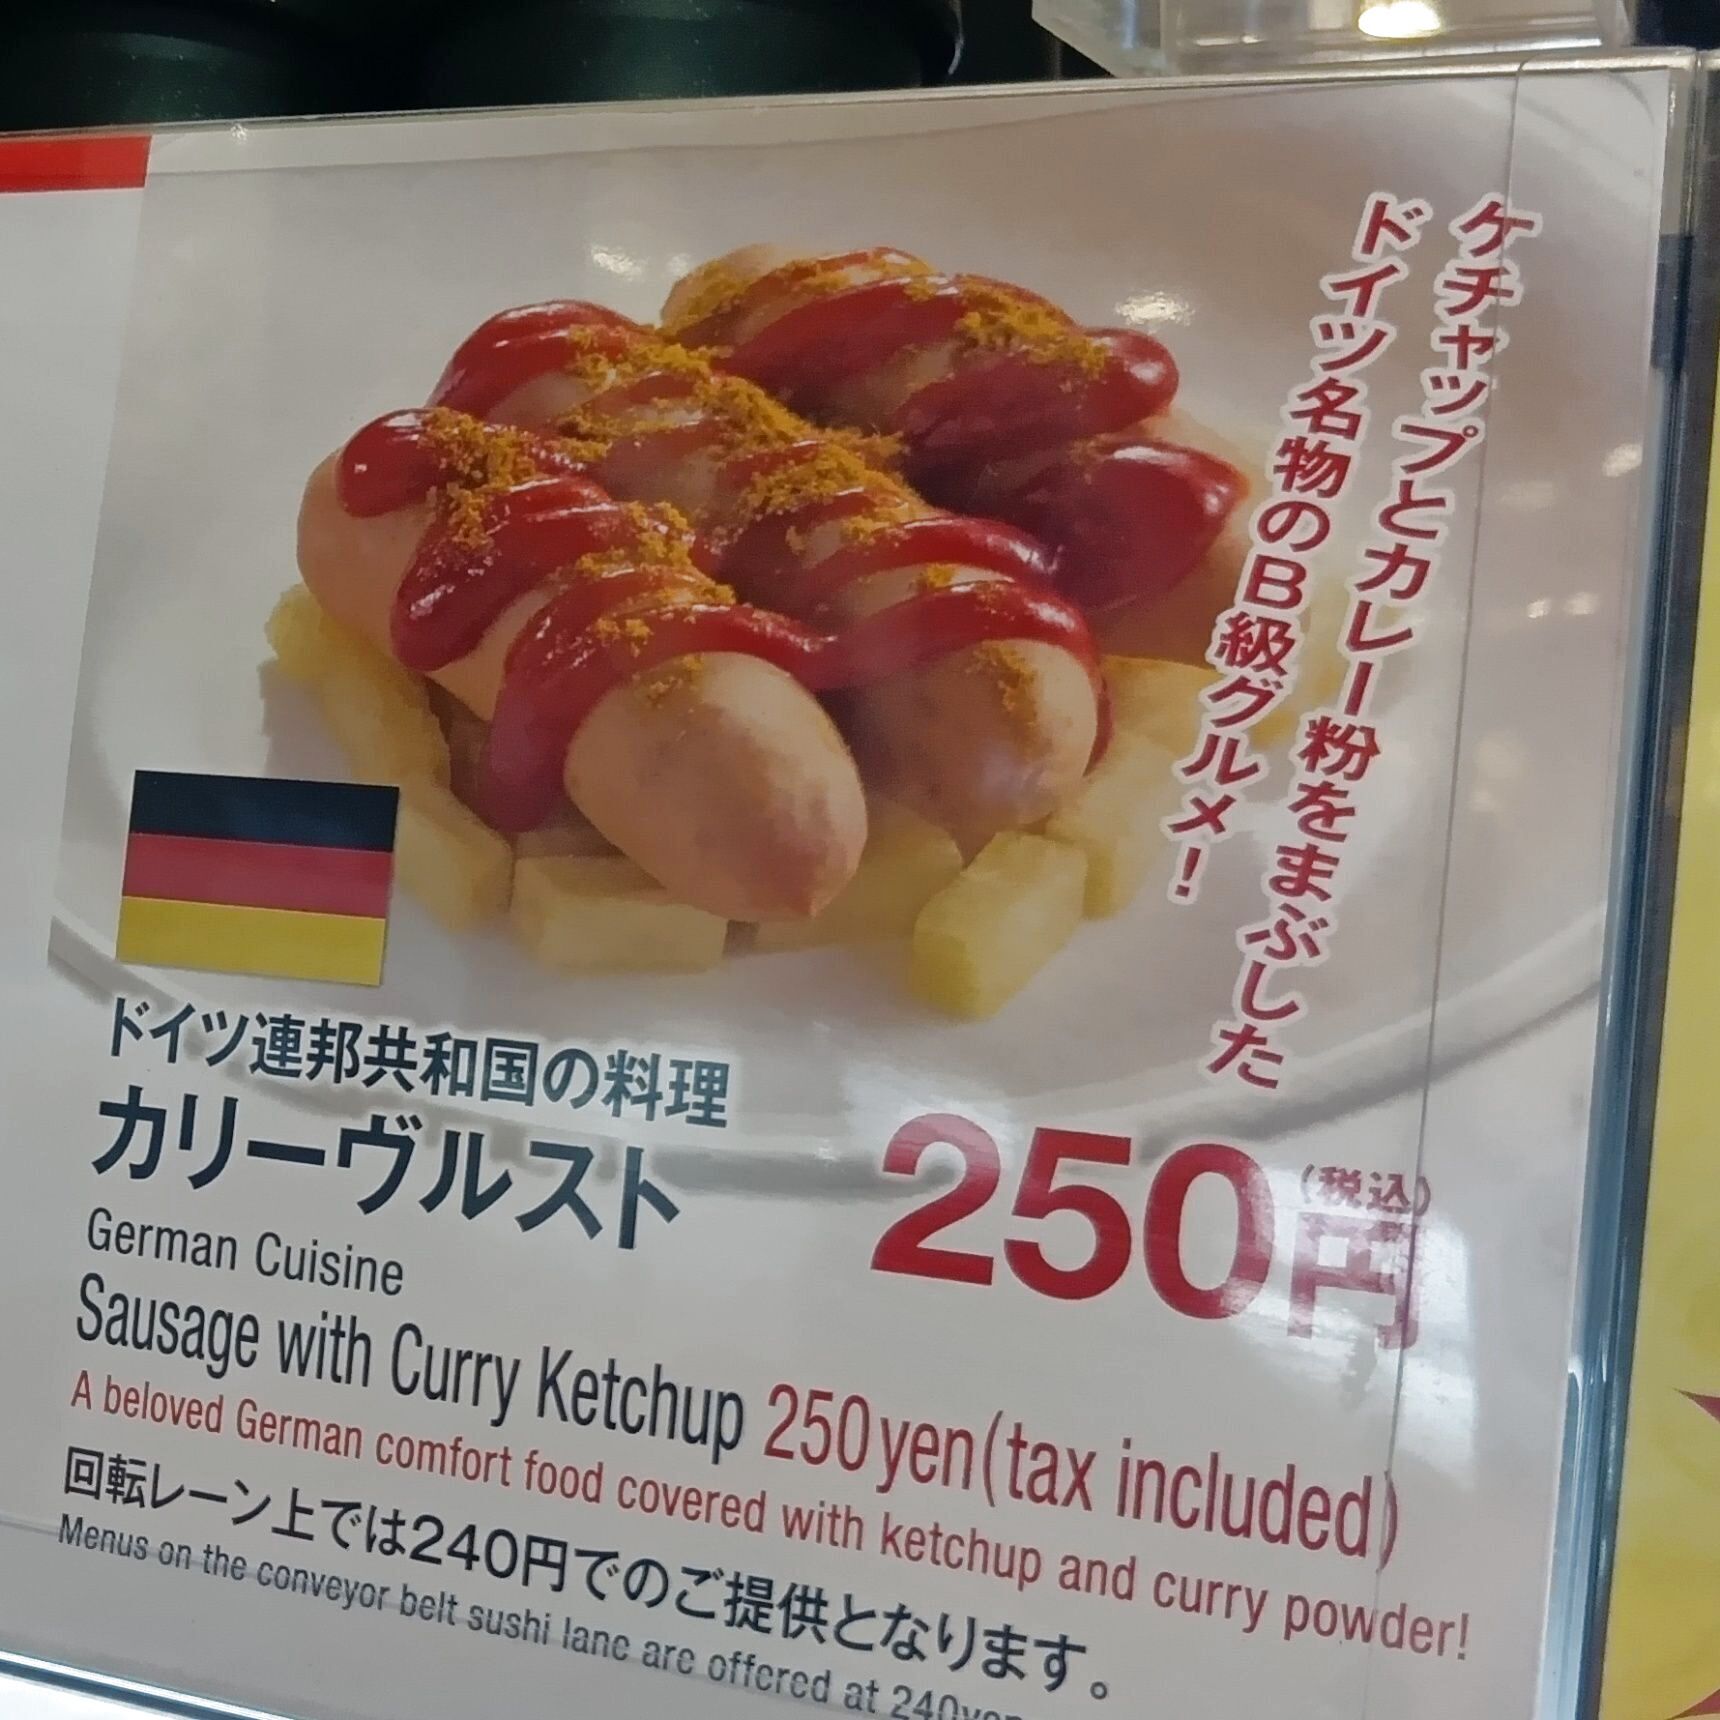 ケチャップとカレー粉をまぶした
ドイツ名物のB級グルメ!
ドイツ連邦共和国の料理
カリーヴルスト
250円(税込)
German Cuisine
Sausage with Curry Ketchup 250yen(tax included)
A beloved German comfort food covered with ketchup and curry powder!
回転レーン上では240円でのご提供となります。
Menus on the conveyor belt sushi lane are offered at 240yen